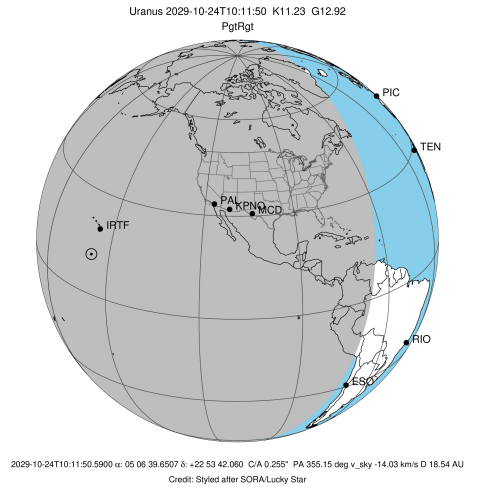 Uranus 2029-10-24T10:11:50 K11.23 G12.92
PgtRgt
PIC
TEN
PAL
KPNO
MCD
IRTF
RIO
ESO
2029-10-24T10:11:50.5900 α: 05 06 39.6507 δ: +22 53 42.060 C/A 0.255" PA 355.15 deg v_sky -14.03 km/s D 18.54 AU
Credit: Styled after SORA/Lucky Star